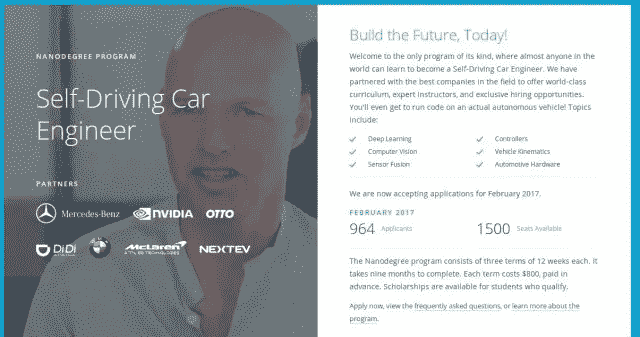 NANODEGREE PROGRAM
Self-Driving Car
Engineer
PARTNERS
Mercedes-Benz NVIDIA OTTO
DiDi McLaren APPLIED TECHNOLOGIES NEXTEV
Build the Future, Today!
Welcome to the only program of its kind, where almost anyone in the
world can learn to become a Self-Driving Car Engineer. We have
partnered with the best companies in the field to offer world-class
curriculum, expert instructors, and exclusive hiring opportunities.
You'll even get to run code on an actual autonomous vehicle! Topics
include:
Deep Learning Controllers
Computer Vision Vehicle Kinematics
Sensor Fusion Automotive Hardware
We are now accepting applications for February 2017.
FEBRUARY 2017
964 Applicants 1500 Seats Available
The Nanodegree program consists of three terms of 12 weeks each. It
takes nine months to complete. Each term costs $800, paid in
advance. Scholarships are available for students who qualify.
Apply now, view the frequently asked questions, or learn more about the
program.